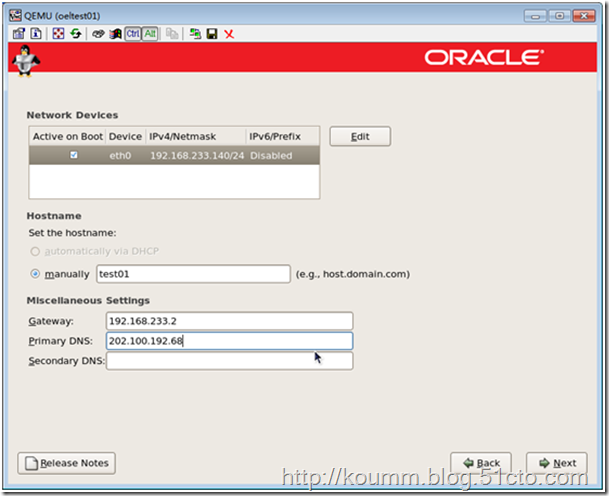 QEMU (oeltest01)
Ctrl Alt
ORACLE®
Network Devices
Active on Boot Device IPv4/Netmask IPv6/Prefix
eth0 192.168.233.140/24 Disabled
Edit
Hostname
Set the hostname:
automatically via DHCP
manually test01 (e.g., host.domain.com)
Miscellaneous Settings
Gateway: 192.168.233.2
Primary DNS: 202.100.192.68
Secondary DNS:
Release Notes Back Next
http://koumm.blog.51cto.com